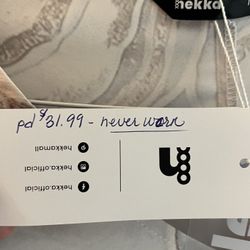 hekka
pd $31.99 - never worn
hekkamall
hekka.official
hekka.official